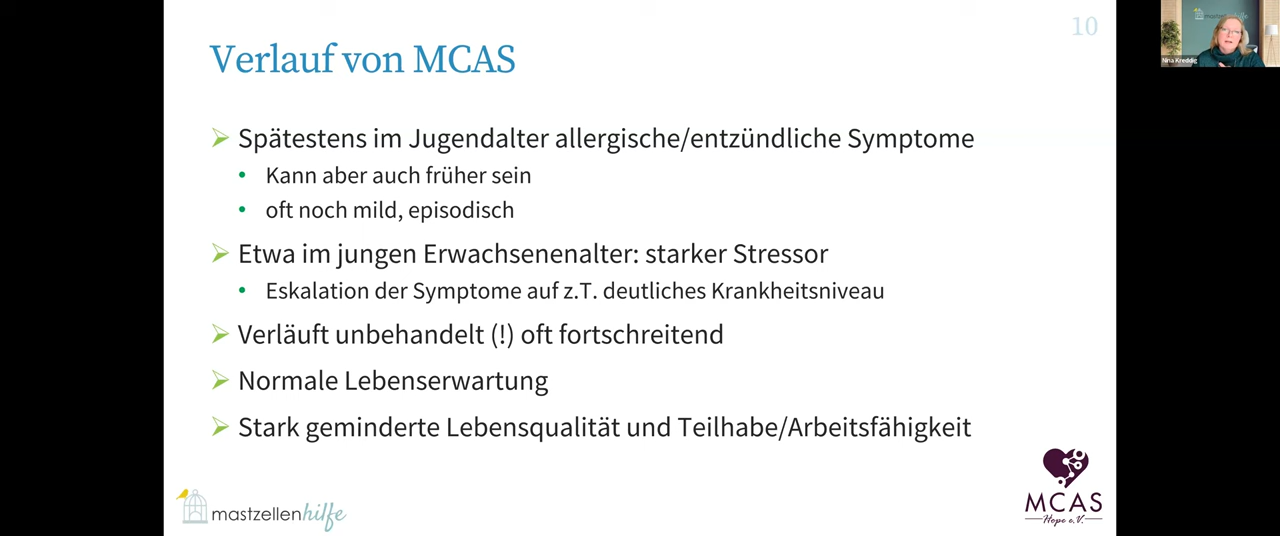 10
Verlauf von MCAS
Spätestens im Jugendalter allergische/entzündliche Symptome
Kann aber auch früher sein
oft noch mild, episodisch
Etwa im jungen Erwachsenenalter: starker Stressor
Eskalation der Symptome auf z.T. deutliches Krankheitsniveau
Verläuft unbehandelt (!) oft fortschreitend
Normale Lebenserwartung
Stark geminderte Lebensqualität und Teilhabe/Arbeitsfähigkeit
mastzellenhilfe
MCAS
Hope e.V.
mastzellenhilfe
Nina Kreddig